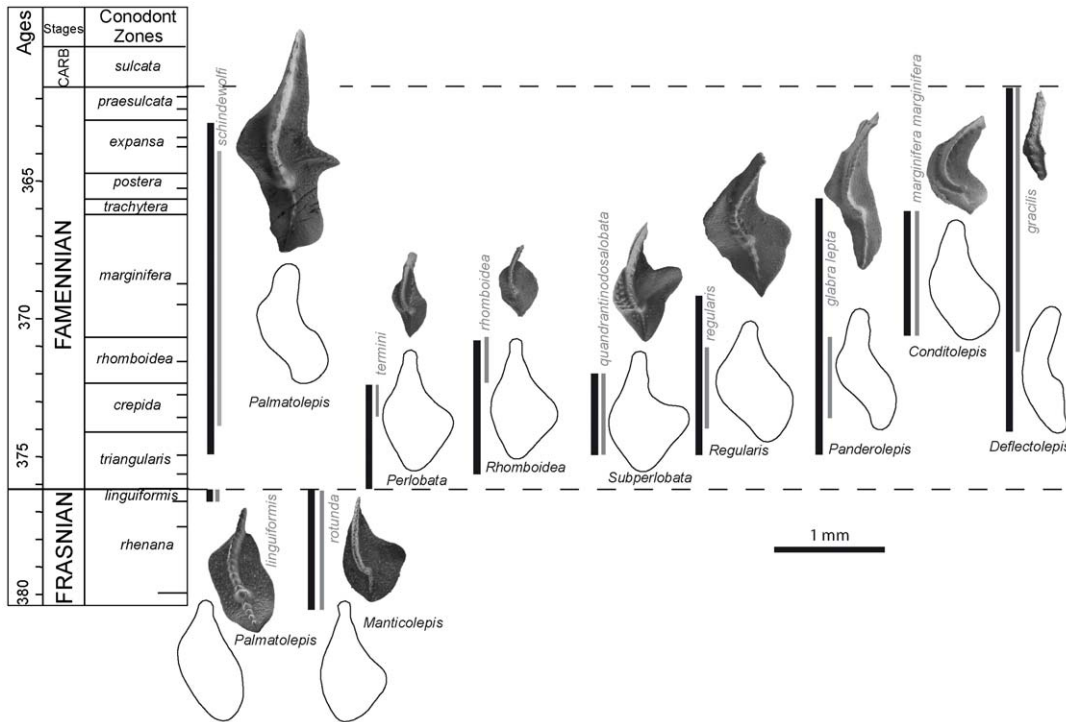 Ages
Stages
Conodont
Zones
CARB
sulcata
FAMENNIAN
praesulcata
expansa
365
postera
trachytera
marginifera
370
rhomboidea
crepida
375
triangularis
FRASNIAN
linguiformis
rhenana
380
schindewolfi
Palmatolepis
termini
Perlobata
rhomboidea
Rhomboidea
quandrantinodosalobata
Subperlobata
regularis
Regularis
glabra lepta
Panderolepis
marginifera marginifera
Conditolepis
gracilis
Deflectolepis
linguiformis
Palmatolepis
rotunda
Manticolepis
1 mm